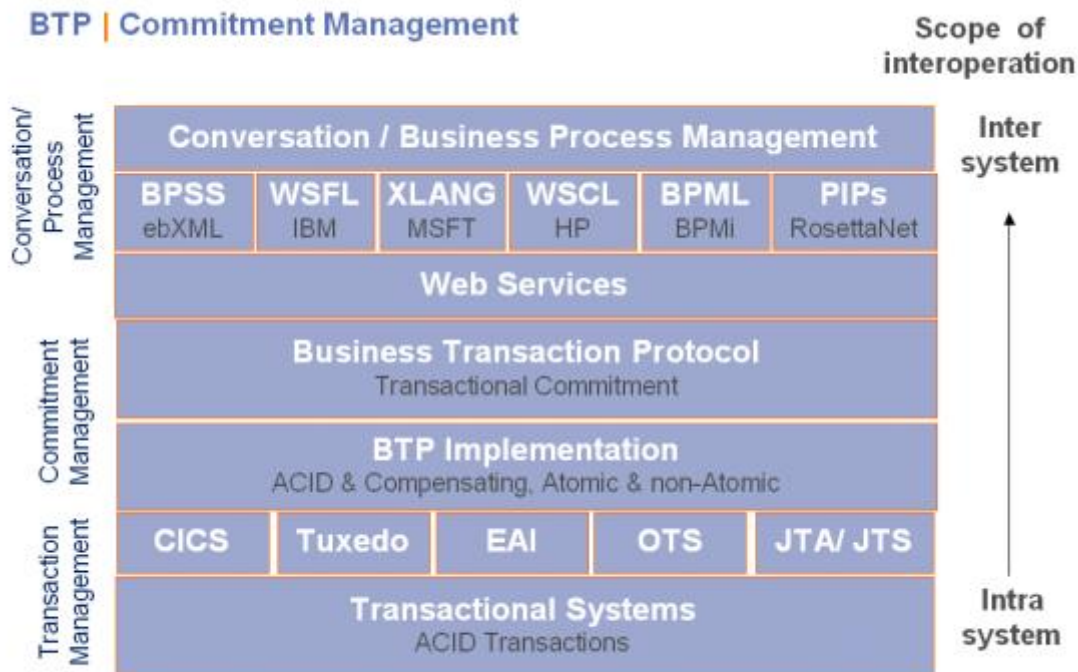 BTP | Commitment Management
Scope of
interoperation
Conversation/
Process
Management
Conversation / Business Process Management
Inter
system
BPSS
ebXML
WSFL
IBM
XLANG
MSFT
WSCL
HP
BPML
BPMi
PIPs
RosettaNet
Web Services
Commitment
Management
Business Transaction Protocol
Transactional Commitment
BTP Implementation
ACID & Compensating, Atomic & non-Atomic
Transaction
Management
CICS
Tuxedo
EAI
OTS
JTA/ JTS
Transactional Systems
ACID Transactions
Intra
system